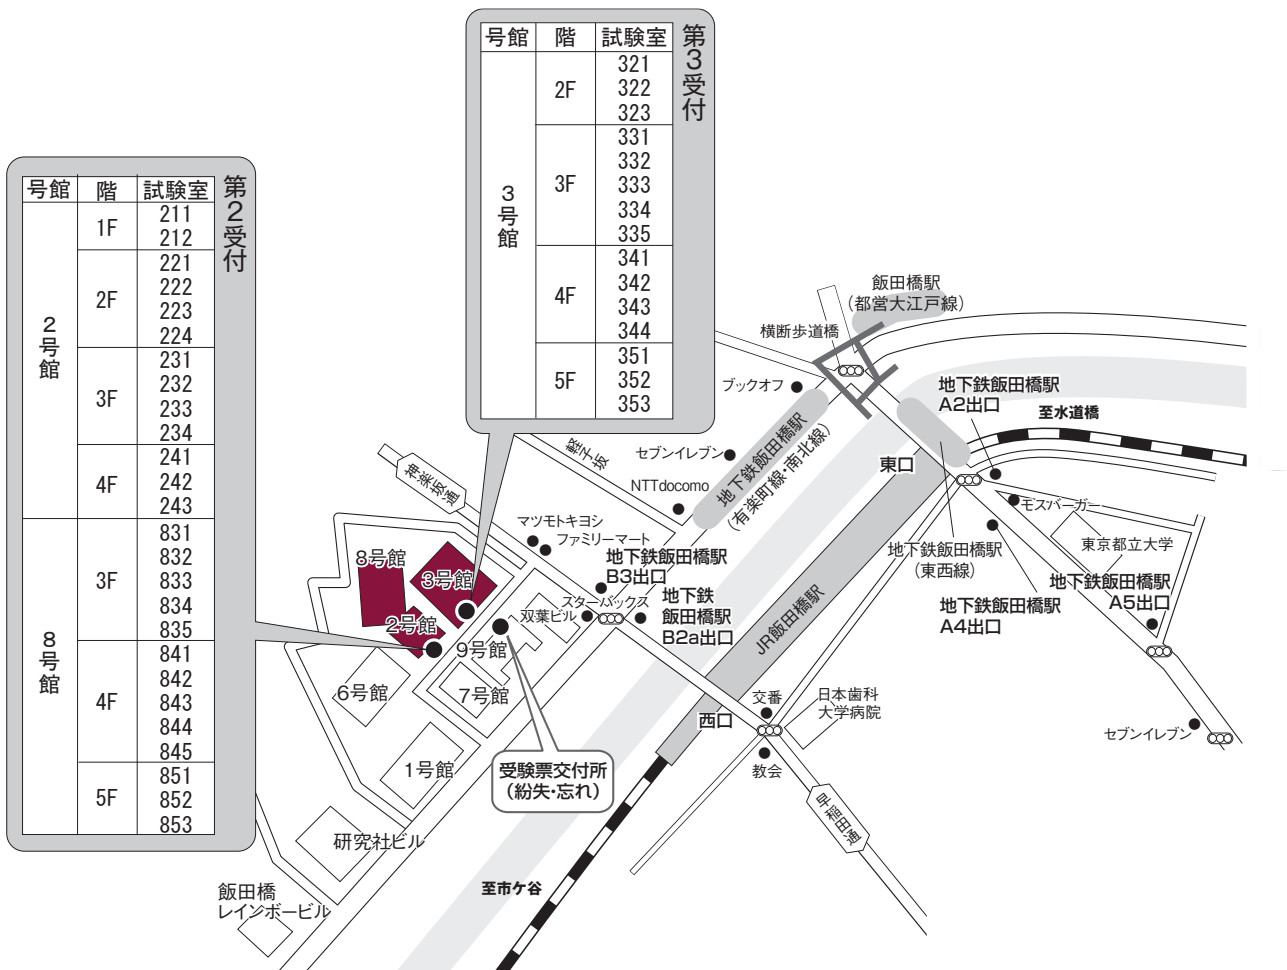 号館 階 試験室
第3受付
3号館
2F
321
322
323
3F
331
332
333
334
335
4F
341
342
343
344
5F
351
352
353
号館 階 試験室
第2受付
2号館
1F
211
212
2F
221
222
223
224
3F
231
232
233
234
4F
241
242
243
8号館
3F
831
832
833
834
835
4F
841
842
843
844
845
5F
851
852
853
飯田橋駅
(都営大江戸線)
横断歩道橋
ブックオフ
地下鉄飯田橋駅
A2出口
至水道橋
軽子坂
セブンイレブン
地下鉄飯田橋駅
(有楽町線・南北線)
東口
神楽坂通
NTTdocomo
モスバーガー
マツモトキヨシ
ファミリーマート
東京都立大学
地下鉄飯田橋駅
(東西線)
地下鉄飯田橋駅
B3出口
8号館
3号館
地下鉄飯田橋駅
A5出口
地下鉄飯田橋駅
A4出口
スターバックス
双葉ビル
地下鉄
飯田橋駅
B2a出口
JR飯田橋駅
2号館
9号館
6号館
7号館
交番
日本歯科
大学病院
西口
セブンイレブン
1号館
受験票交付所
(紛失・忘れ)
教会
早稲田通
研究社ビル
至市ケ谷
飯田橋
レインボービル